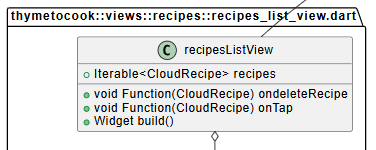 thymetocook::views::recipes::recipes_list_view.dart
C recipesListView
Iterable<CloudRecipe> recipes
void Function(CloudRecipe) ondeleteRecipe
void Function(CloudRecipe) onTap
Widget build()